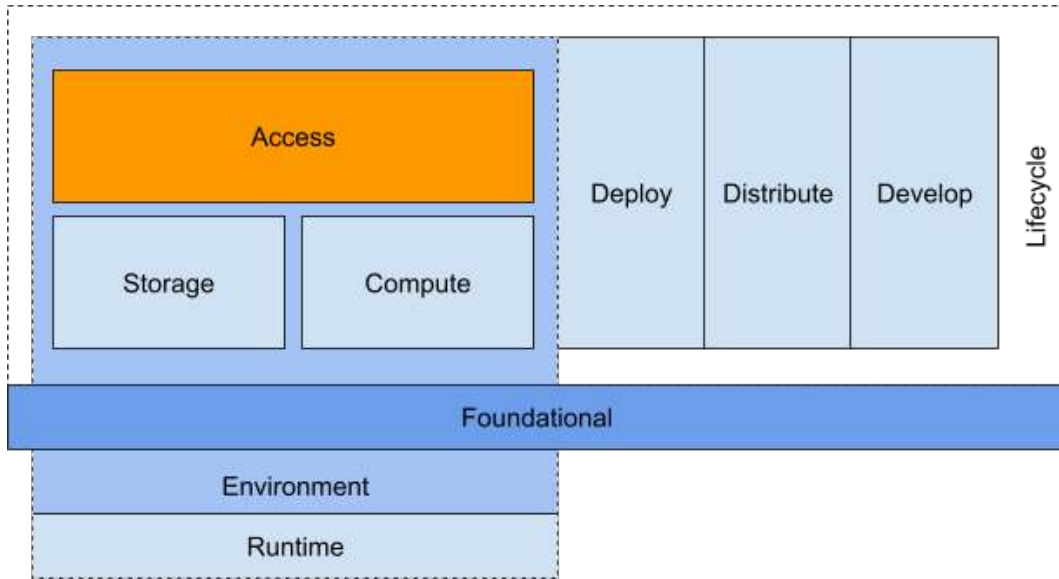 Access
Storage
Compute
Deploy
Distribute
Develop
Lifecycle
Foundational
Environment
Runtime